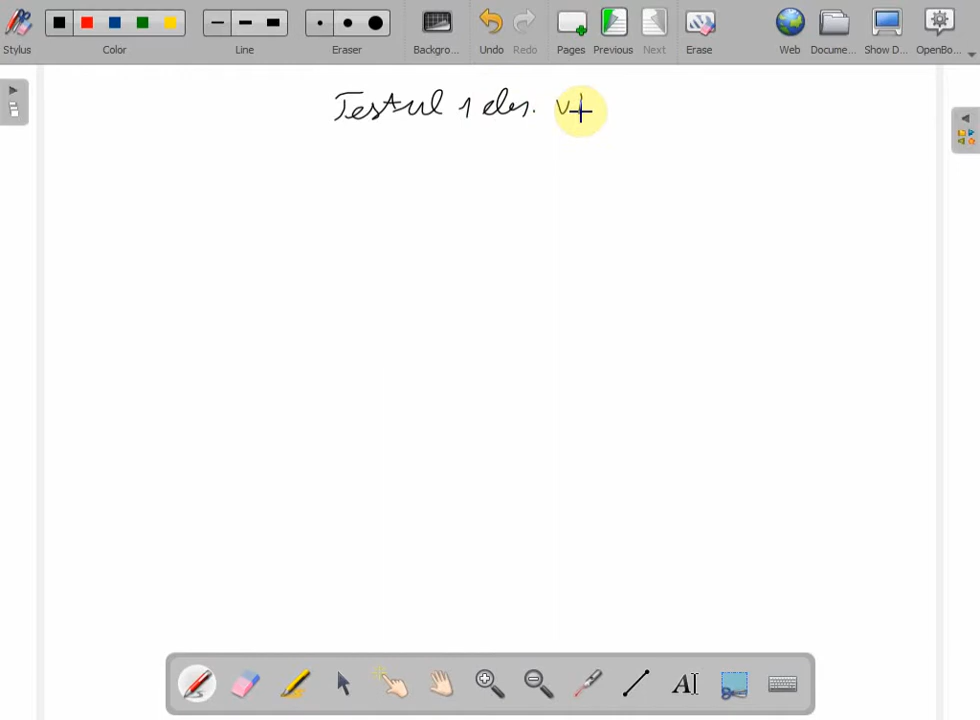 Stylus
Color
Line
Eraser
Backgro...
Undo
Redo
Pages
Previous
Next
Erase
Web
Docume...
Show D...
OpenBo...
Testul 1